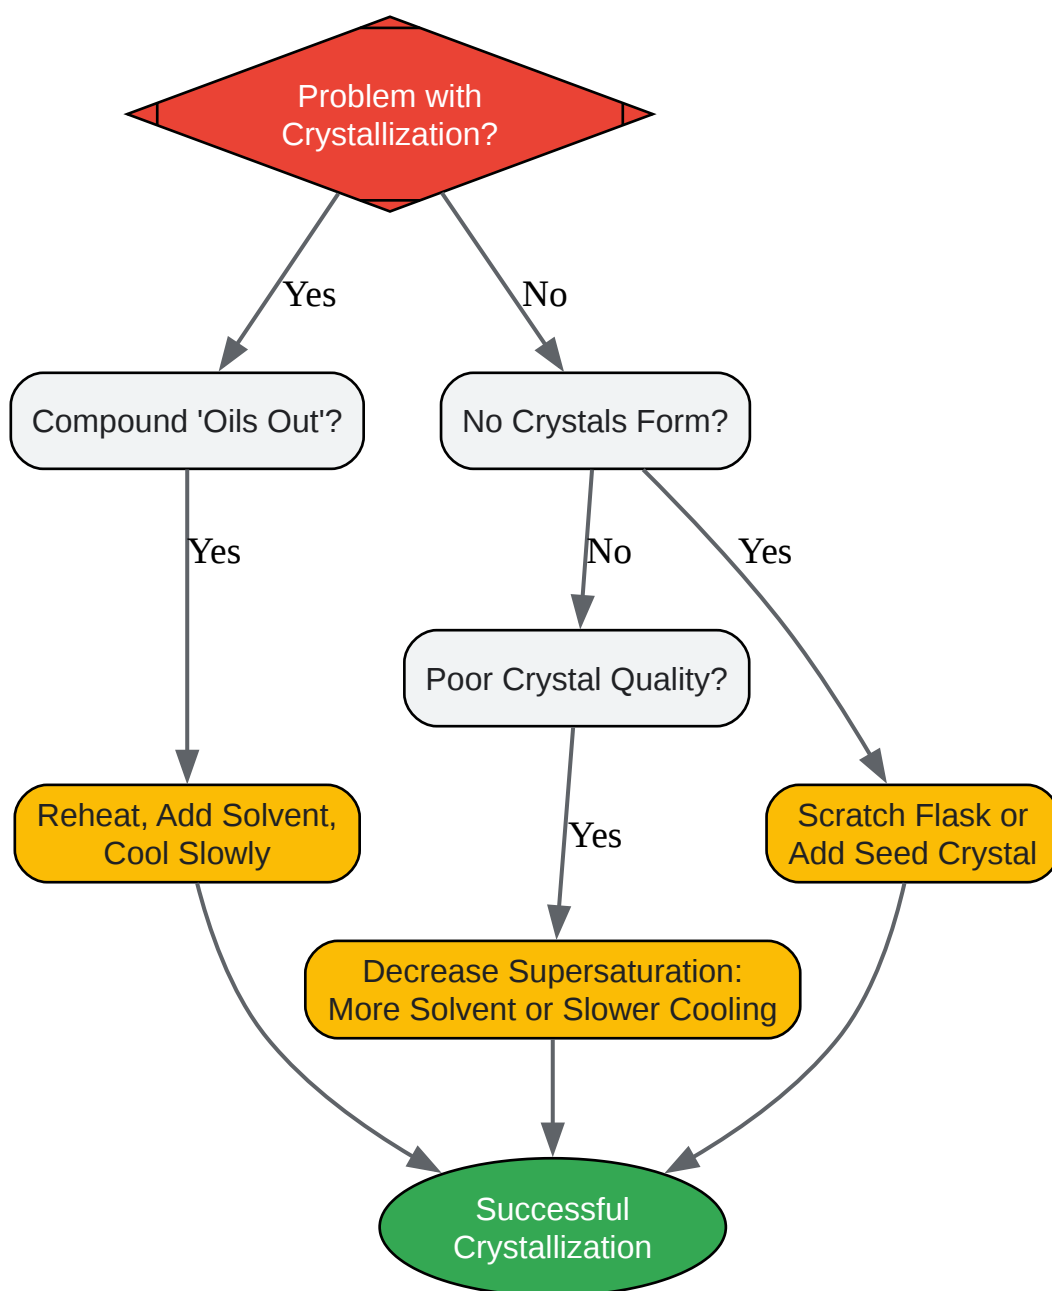 Problem with
Crystallization?
Yes
No
Compound 'Oils Out'?
No Crystals Form?
Yes
No
Yes
Poor Crystal Quality?
Reheat, Add Solvent,
Cool Slowly
Yes
Scratch Flask or
Add Seed Crystal
Decrease Supersaturation:
More Solvent or Slower Cooling
Successful
Crystallization